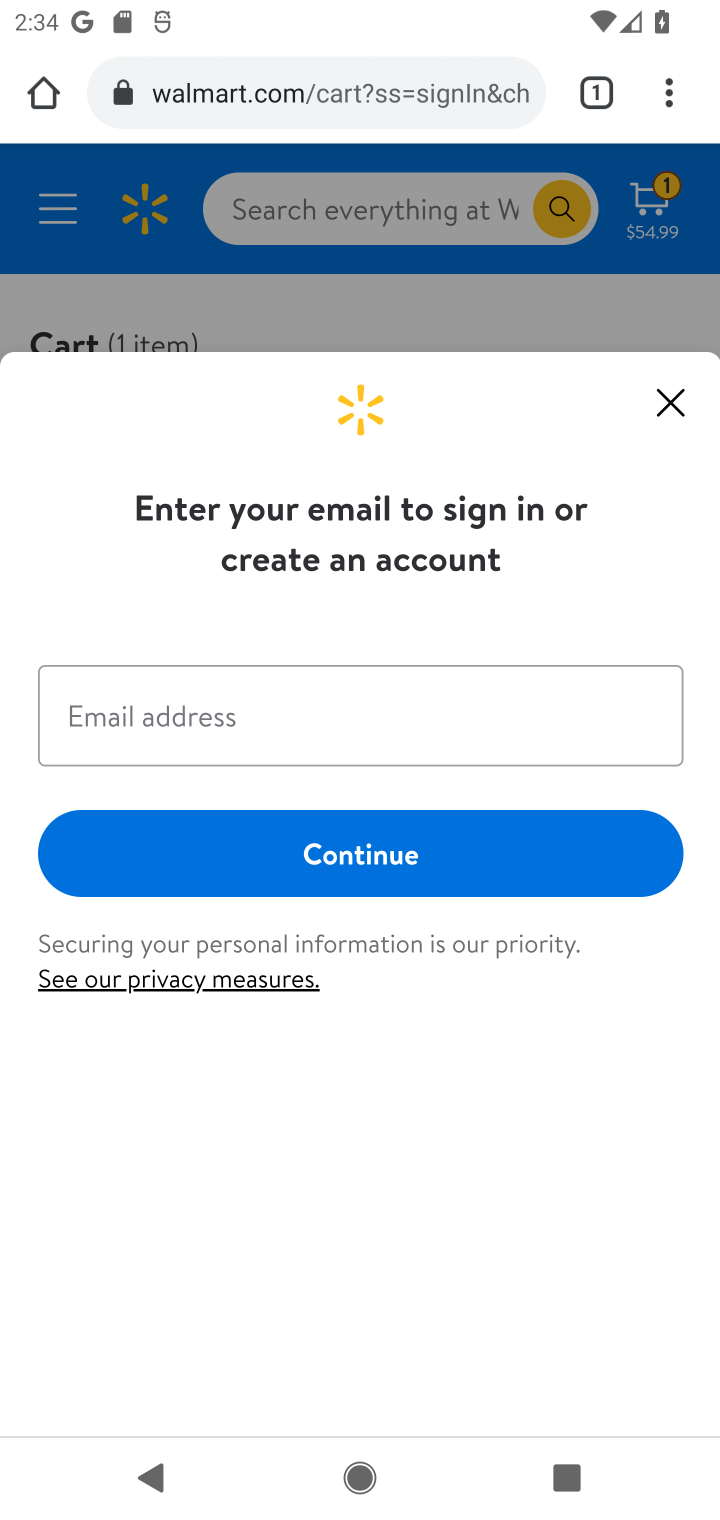 2:34
walmart.com/cart?ss=signIn&ch
1
Search everything at W
1
$54.99
Cart (1 item)
Enter your email to sign in or
create an account
Email address
Continue
Securing your personal information is our priority.
See our privacy measures.